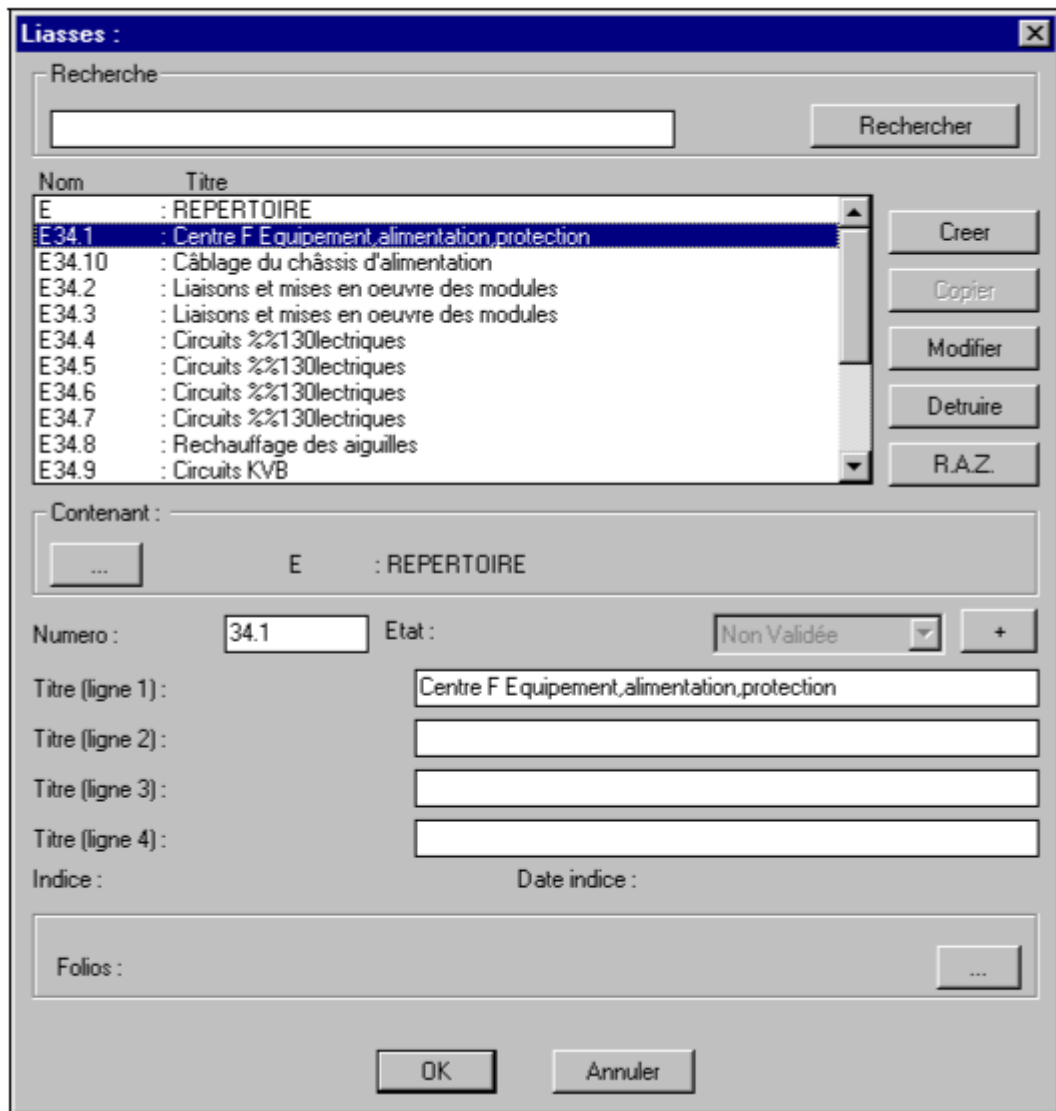 Liasses :
Recherche
Rechercher
Nom Titre
E : REPERTOIRE
E34.1 : Centre F Equipement,alimentation,protection
E34.10 : Câblage du châssis d'alimentation
E34.2 : Liaisons et mises en oeuvre des modules
E34.3 : Liaisons et mises en oeuvre des modules
E34.4 : Circuits %%130lectriques
E34.5 : Circuits %%130lectriques
E34.6 : Circuits %%130lectriques
E34.7 : Circuits %%130lectriques
E34.8 : Rechauffage des aiguilles
E34.9 : Circuits KVB
Creer
Copier
Modifier
Detruire
R.A.Z.
Contenant :
... E : REPERTOIRE
Numero : 34.1 Etat : Non Validée +
Titre (ligne 1) : Centre F Equipement,alimentation,protection
Titre (ligne 2) :
Titre (ligne 3) :
Titre (ligne 4) :
Indice : Date indice :
Folios : ...
OK Annuler